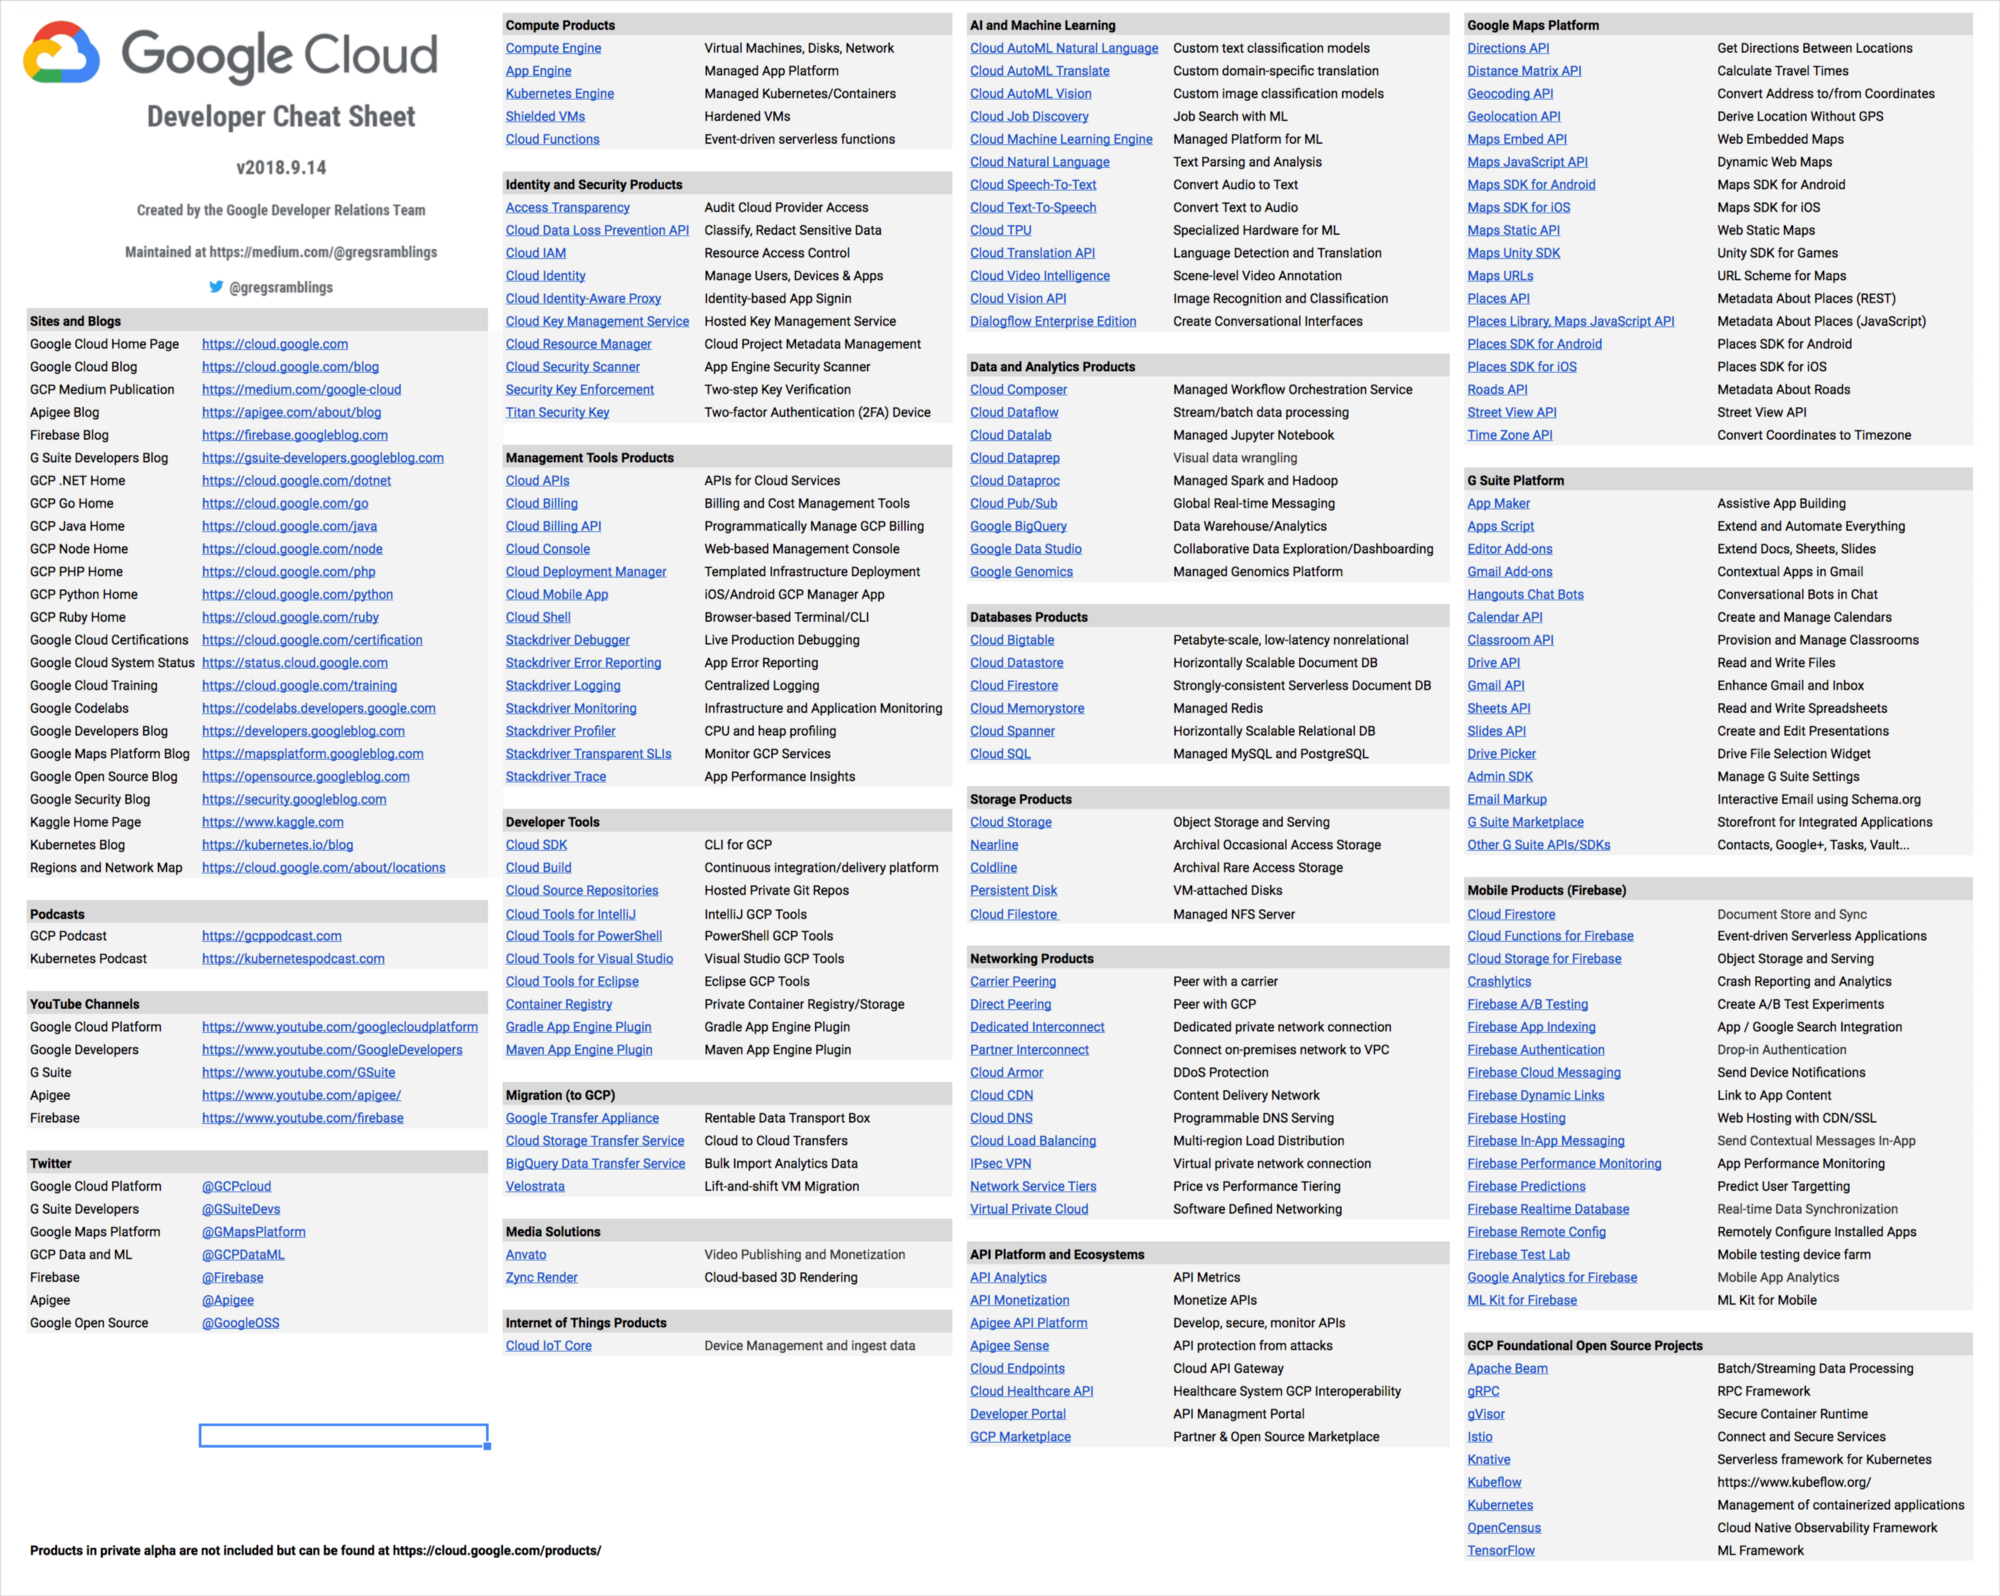 Google Cloud
Developer Cheat Sheet
v2018.9.14
Created by the Google Developer Relations Team
Maintained at https://medium.com/@gregsramblings
@gregsramblings
Sites and Blogs
Google Cloud Home Page https://cloud.google.com
Google Cloud Blog https://cloud.google.com/blog
GCP Medium Publication https://medium.com/google-cloud
Apigee Blog https://apigee.com/about/blog
Firebase Blog https://firebase.googleblog.com
G Suite Developers Blog https://gsuite-developers.googleblog.com
GCP .NET Home https://cloud.google.com/dotnet
GCP Go Home https://cloud.google.com/go
GCP Java Home https://cloud.google.com/java
GCP Node Home https://cloud.google.com/node
GCP PHP Home https://cloud.google.com/php
GCP Python Home https://cloud.google.com/python
GCP Ruby Home https://cloud.google.com/ruby
Google Cloud Certifications https://cloud.google.com/certification
Google Cloud System Status https://status.cloud.google.com
Google Cloud Training https://cloud.google.com/training
Google Codelabs https://codelabs.developers.google.com
Google Developers Blog https://developers.googleblog.com
Google Maps Platform Blog https://mapsplatform.googleblog.com
Google Open Source Blog https://opensource.googleblog.com
Google Security Blog https://security.googleblog.com
Kaggle Home Page https://www.kaggle.com
Kubernetes Blog https://kubernetes.io/blog
Regions and Network Map https://cloud.google.com/about/locations
Podcasts
GCP Podcast https://gcppodcast.com
Kubernetes Podcast https://kubernetespodcast.com
YouTube Channels
Google Cloud Platform https://www.youtube.com/googlecloudplatform
Google Developers https://www.youtube.com/GoogleDevelopers
G Suite https://www.youtube.com/GSuite
Apigee https://www.youtube.com/apigee/
Firebase https://www.youtube.com/firebase
Twitter
Google Cloud Platform @GCPcloud
G Suite Developers @GSuiteDevs
Google Maps Platform @GMapsPlatform
GCP Data and ML @GCPDataML
Firebase @Firebase
Apigee @Apigee
Google Open Source @GoogleOSS
Products in private alpha are not included but can be found at https://cloud.google.com/products/
Compute Products
Compute Engine Virtual Machines, Disks, Network
App Engine Managed App Platform
Kubernetes Engine Managed Kubernetes/Containers
Shielded VMs Hardened VMs
Cloud Functions Event-driven serverless functions
Identity and Security Products
Access Transparency Audit Cloud Provider Access
Cloud Data Loss Prevention API Classify, Redact Sensitive Data
Cloud IAM Resource Access Control
Cloud Identity Manage Users, Devices & Apps
Cloud Identity-Aware Proxy Identity-based App Signin
Cloud Key Management Service Hosted Key Management Service
Cloud Resource Manager Cloud Project Metadata Management
Cloud Security Scanner App Engine Security Scanner
Security Key Enforcement Two-step Key Verification
Titan Security Key Two-factor Authentication (2FA) Device
Management Tools Products
Cloud APIs APIs for Cloud Services
Cloud Billing Billing and Cost Management Tools
Cloud Billing API Programmatically Manage GCP Billing
Cloud Console Web-based Management Console
Cloud Deployment Manager Templated Infrastructure Deployment
Cloud Mobile App iOS/Android GCP Manager App
Cloud Shell Browser-based Terminal/CLI
Stackdriver Debugger Live Production Debugging
Stackdriver Error Reporting App Error Reporting
Stackdriver Logging Centralized Logging
Stackdriver Monitoring Infrastructure and Application Monitoring
Stackdriver Profiler CPU and heap profiling
Stackdriver Transparent SLIs Monitor GCP Services
Stackdriver Trace App Performance Insights
Developer Tools
Cloud SDK CLI for GCP
Cloud Build Continuous integration/delivery platform
Cloud Source Repositories Hosted Private Git Repos
Cloud Tools for IntelliJ IntelliJ GCP Tools
Cloud Tools for PowerShell PowerShell GCP Tools
Cloud Tools for Visual Studio Visual Studio GCP Tools
Cloud Tools for Eclipse Eclipse GCP Tools
Container Registry Private Container Registry/Storage
Gradle App Engine Plugin Gradle App Engine Plugin
Maven App Engine Plugin Maven App Engine Plugin
Migration (to GCP)
Google Transfer Appliance Rentable Data Transport Box
Cloud Storage Transfer Service Cloud to Cloud Transfers
BigQuery Data Transfer Service Bulk Import Analytics Data
Velostrata Lift-and-shift VM Migration
Media Solutions
Anvato Video Publishing and Monetization
Zync Render Cloud-based 3D Rendering
Internet of Things Products
Cloud IoT Core Device Management and ingest data
AI and Machine Learning
Cloud AutoML Natural Language Custom text classification models
Cloud AutoML Translate Custom domain-specific translation
Cloud AutoML Vision Custom image classification models
Cloud Job Discovery Job Search with ML
Cloud Machine Learning Engine Managed Platform for ML
Cloud Natural Language Text Parsing and Analysis
Cloud Speech-To-Text Convert Audio to Text
Cloud Text-To-Speech Convert Text to Audio
Cloud TPU Specialized Hardware for ML
Cloud Translation API Language Detection and Translation
Cloud Video Intelligence Scene-level Video Annotation
Cloud Vision API Image Recognition and Classification
Dialogflow Enterprise Edition Create Conversational Interfaces
Data and Analytics Products
Cloud Composer Managed Workflow Orchestration Service
Cloud Dataflow Stream/batch data processing
Cloud Datalab Managed Jupyter Notebook
Cloud Dataprep Visual data wrangling
Cloud Dataproc Managed Spark and Hadoop
Cloud Pub/Sub Global Real-time Messaging
Google BigQuery Data Warehouse/Analytics
Google Data Studio Collaborative Data Exploration/Dashboarding
Google Genomics Managed Genomics Platform
Databases Products
Cloud Bigtable Petabyte-scale, low-latency nonrelational
Cloud Datastore Horizontally Scalable Document DB
Cloud Firestore Strongly-consistent Serverless Document DB
Cloud Memorystore Managed Redis
Cloud Spanner Horizontally Scalable Relational DB
Cloud SQL Managed MySQL and PostgreSQL
Storage Products
Cloud Storage Object Storage and Serving
Nearline Archival Occasional Access Storage
Coldline Archival Rare Access Storage
Persistent Disk VM-attached Disks
Cloud Filestore Managed NFS Server
Networking Products
Carrier Peering Peer with a carrier
Direct Peering Peer with GCP
Dedicated Interconnect Dedicated private network connection
Partner Interconnect Connect on-premises network to VPC
Cloud Armor DDoS Protection
Cloud CDN Content Delivery Network
Cloud DNS Programmable DNS Serving
Cloud Load Balancing Multi-region Load Distribution
IPsec VPN Virtual private network connection
Network Service Tiers Price vs Performance Tiering
Virtual Private Cloud Software Defined Networking
API Platform and Ecosystems
API Analytics API Metrics
API Monetization Monetize APIs
Apigee API Platform Develop, secure, monitor APIs
Apigee Sense API protection from attacks
Cloud Endpoints Cloud API Gateway
Cloud Healthcare API Healthcare System GCP Interoperability
Developer Portal API Managment Portal
GCP Marketplace Partner & Open Source Marketplace
Google Maps Platform
Directions API Get Directions Between Locations
Distance Matrix API Calculate Travel Times
Geocoding API Convert Address to/from Coordinates
Geolocation API Derive Location Without GPS
Maps Embed API Web Embedded Maps
Maps JavaScript API Dynamic Web Maps
Maps SDK for Android Maps SDK for Android
Maps SDK for iOS Maps SDK for iOS
Maps Static API Web Static Maps
Maps Unity SDK Unity SDK for Games
Maps URLs URL Scheme for Maps
Places API Metadata About Places (REST)
Places Library, Maps JavaScript API Metadata About Places (JavaScript)
Places SDK for Android Places SDK for Android
Places SDK for iOS Places SDK for iOS
Roads API Metadata About Roads
Street View API Street View API
Time Zone API Convert Coordinates to Timezone
G Suite Platform
App Maker Assistive App Building
Apps Script Extend and Automate Everything
Editor Add-ons Extend Docs, Sheets, Slides
Gmail Add-ons Contextual Apps in Gmail
Hangouts Chat Bots Conversational Bots in Chat
Calendar API Create and Manage Calendars
Classroom API Provision and Manage Classrooms
Drive API Read and Write Files
Gmail API Enhance Gmail and Inbox
Sheets API Read and Write Spreadsheets
Slides API Create and Edit Presentations
Drive Picker Drive File Selection Widget
Admin SDK Manage G Suite Settings
Email Markup Interactive Email using Schema.org
G Suite Marketplace Storefront for Integrated Applications
Other G Suite APIs/SDKs Contacts, Google+, Tasks, Vault...
Mobile Products (Firebase)
Cloud Firestore Document Store and Sync
Cloud Functions for Firebase Event-driven Serverless Applications
Cloud Storage for Firebase Object Storage and Serving
Crashlytics Crash Reporting and Analytics
Firebase A/B Testing Create A/B Test Experiments
Firebase App Indexing App / Google Search Integration
Firebase Authentication Drop-in Authentication
Firebase Cloud Messaging Send Device Notifications
Firebase Dynamic Links Link to App Content
Firebase Hosting Web Hosting with CDN/SSL
Firebase In-App Messaging Send Contextual Messages In-App
Firebase Performance Monitoring App Performance Monitoring
Firebase Predictions Predict User Targetting
Firebase Realtime Database Real-time Data Synchronization
Firebase Remote Config Remotely Configure Installed Apps
Firebase Test Lab Mobile testing device farm
Google Analytics for Firebase Mobile App Analytics
ML Kit for Firebase ML Kit for Mobile
GCP Foundational Open Source Projects
Apache Beam Batch/Streaming Data Processing
gRPC RPC Framework
gVisor Secure Container Runtime
Istio Connect and Secure Services
Knative Serverless framework for Kubernetes
Kubeflow https://www.kubeflow.org/
Kubernetes Management of containerized applications
OpenCensus Cloud Native Observability Framework
TensorFlow ML Framework